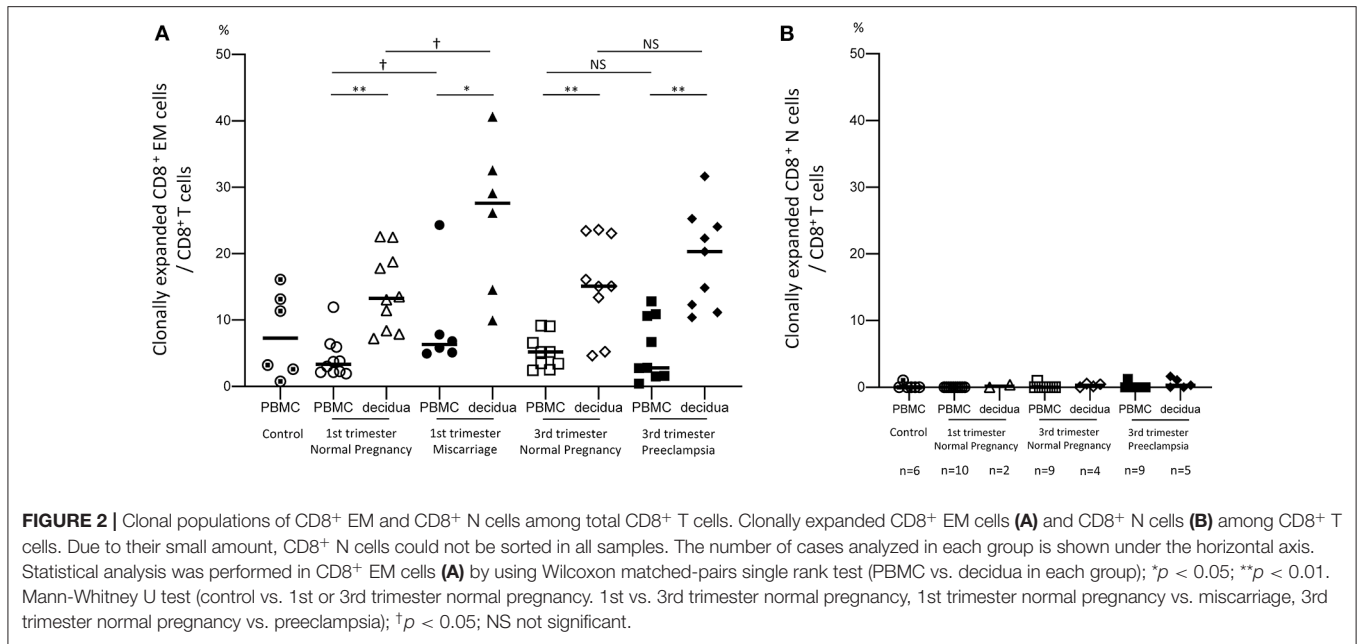 A
%
Clonally expanded CD8⁺ EM cells
/ CD8⁺T cells
50
40
30
20
10
0
†
NS
†
NS
**
*
**
**
PBMC PBMC decidua PBMC decidua PBMC decidua PBMC decidua
Control
1st trimester
Normal Pregnancy
1st trimester
Miscarriage
3rd trimester
Normal Pregnancy
3rd trimester
Preeclampsia
B
%
Clonally expanded CD8⁺ N cells
/ CD8⁺T cells
50
40
30
20
10
0
PBMC PBMC decidua PBMC decidua PBMC decidua
Control
1st trimester
Normal Pregnancy
3rd trimester
Normal Pregnancy
3rd trimester
Preeclampsia
n=6 n=10 n=2 n=9 n=4 n=9 n=5
FIGURE 2 | Clonal populations of CD8⁺ EM and CD8⁺ N cells among total CD8⁺ T cells. Clonally expanded CD8⁺ EM cells (A) and CD8⁺ N cells (B) among CD8⁺ T
cells. Due to their small amount, CD8⁺ N cells could not be sorted in all samples. The number of cases analyzed in each group is shown under the horizontal axis.
Statistical analysis was performed in CD8⁺ EM cells (A) by using Wilcoxon matched-pairs single rank test (PBMC vs. decidua in each group); *p < 0.05; **p < 0.01.
Mann-Whitney U test (control vs. 1st or 3rd trimester normal pregnancy. 1st vs. 3rd trimester normal pregnancy, 1st trimester normal pregnancy vs. miscarriage, 3rd
trimester normal pregnancy vs. preeclampsia); †p < 0.05; NS not significant.